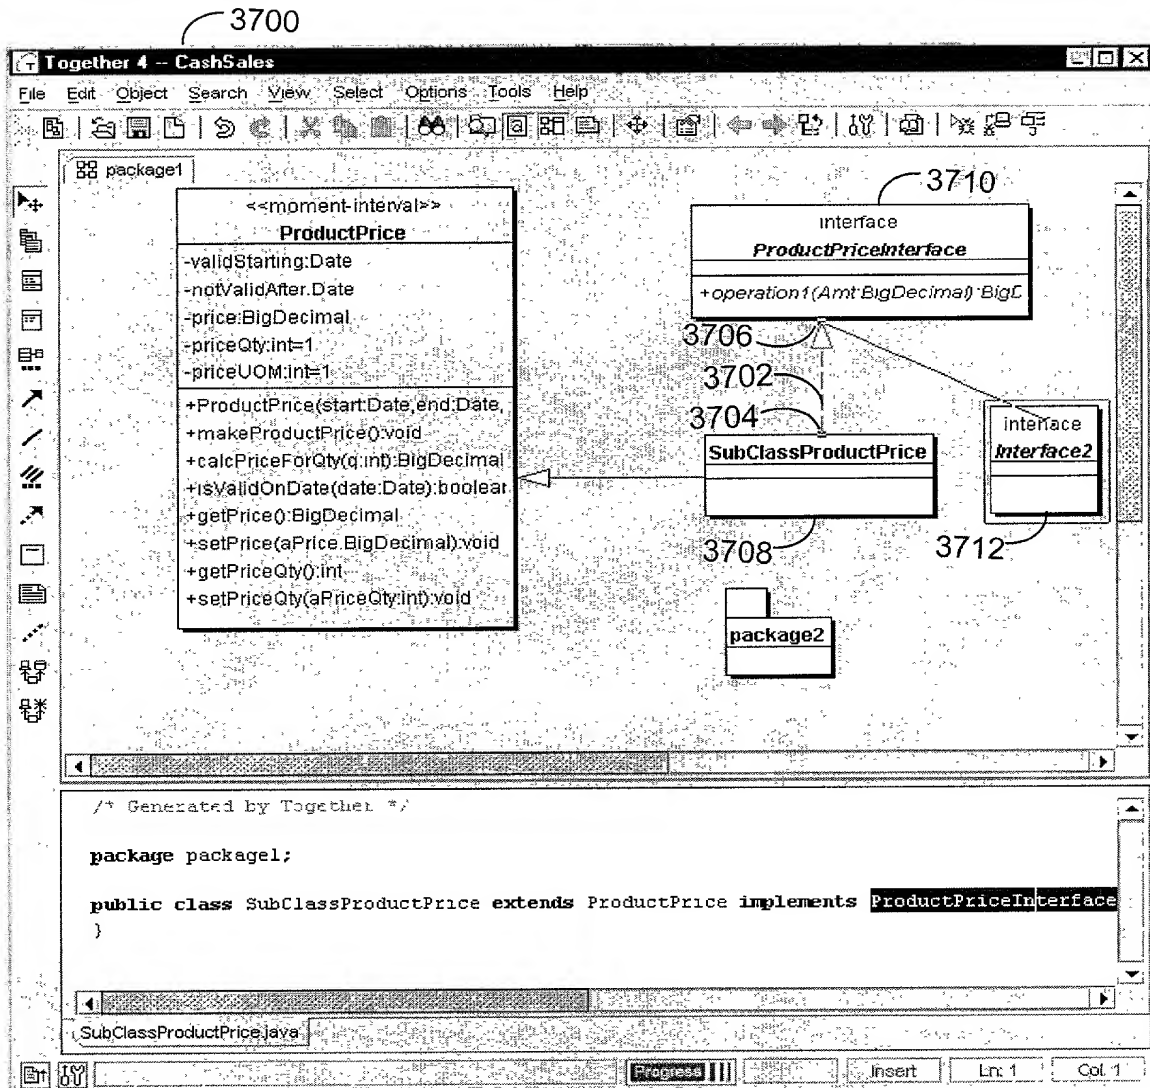 3700
Together 4 -- CashSales
File Edit Object Search View Select Options Tools Help
package1
<<moment-interval>>
ProductPrice
-validStarting:Date
-notValidAfter:Date
-price:BigDecimal
-priceQty:int=1
-priceUOM:int=1
+ProductPrice(start:Date,end:Date,
+makeProductPrice():void
+calcPriceForQty(q:int):BigDecimal
+isValidOnDate(date:Date):boolear
+getPrice():BigDecimal
+setPrice(aPrice:BigDecimal):void
+getPriceQty():int
+setPriceQty(aPriceQty:int):void
3710
interface
ProductPriceInterface
+operation1(Amt:BigDecimal):BigD
3706
3702
3704
SubClassProductPrice
3708
interface
Interface2
3712
package2
/* Generated by Together */
package package1;
public class SubClassProductPrice extends ProductPrice implements ProductPriceInterface
}
SubClassProductPrice.java
Progress Insert Ln: 1 Col: 1